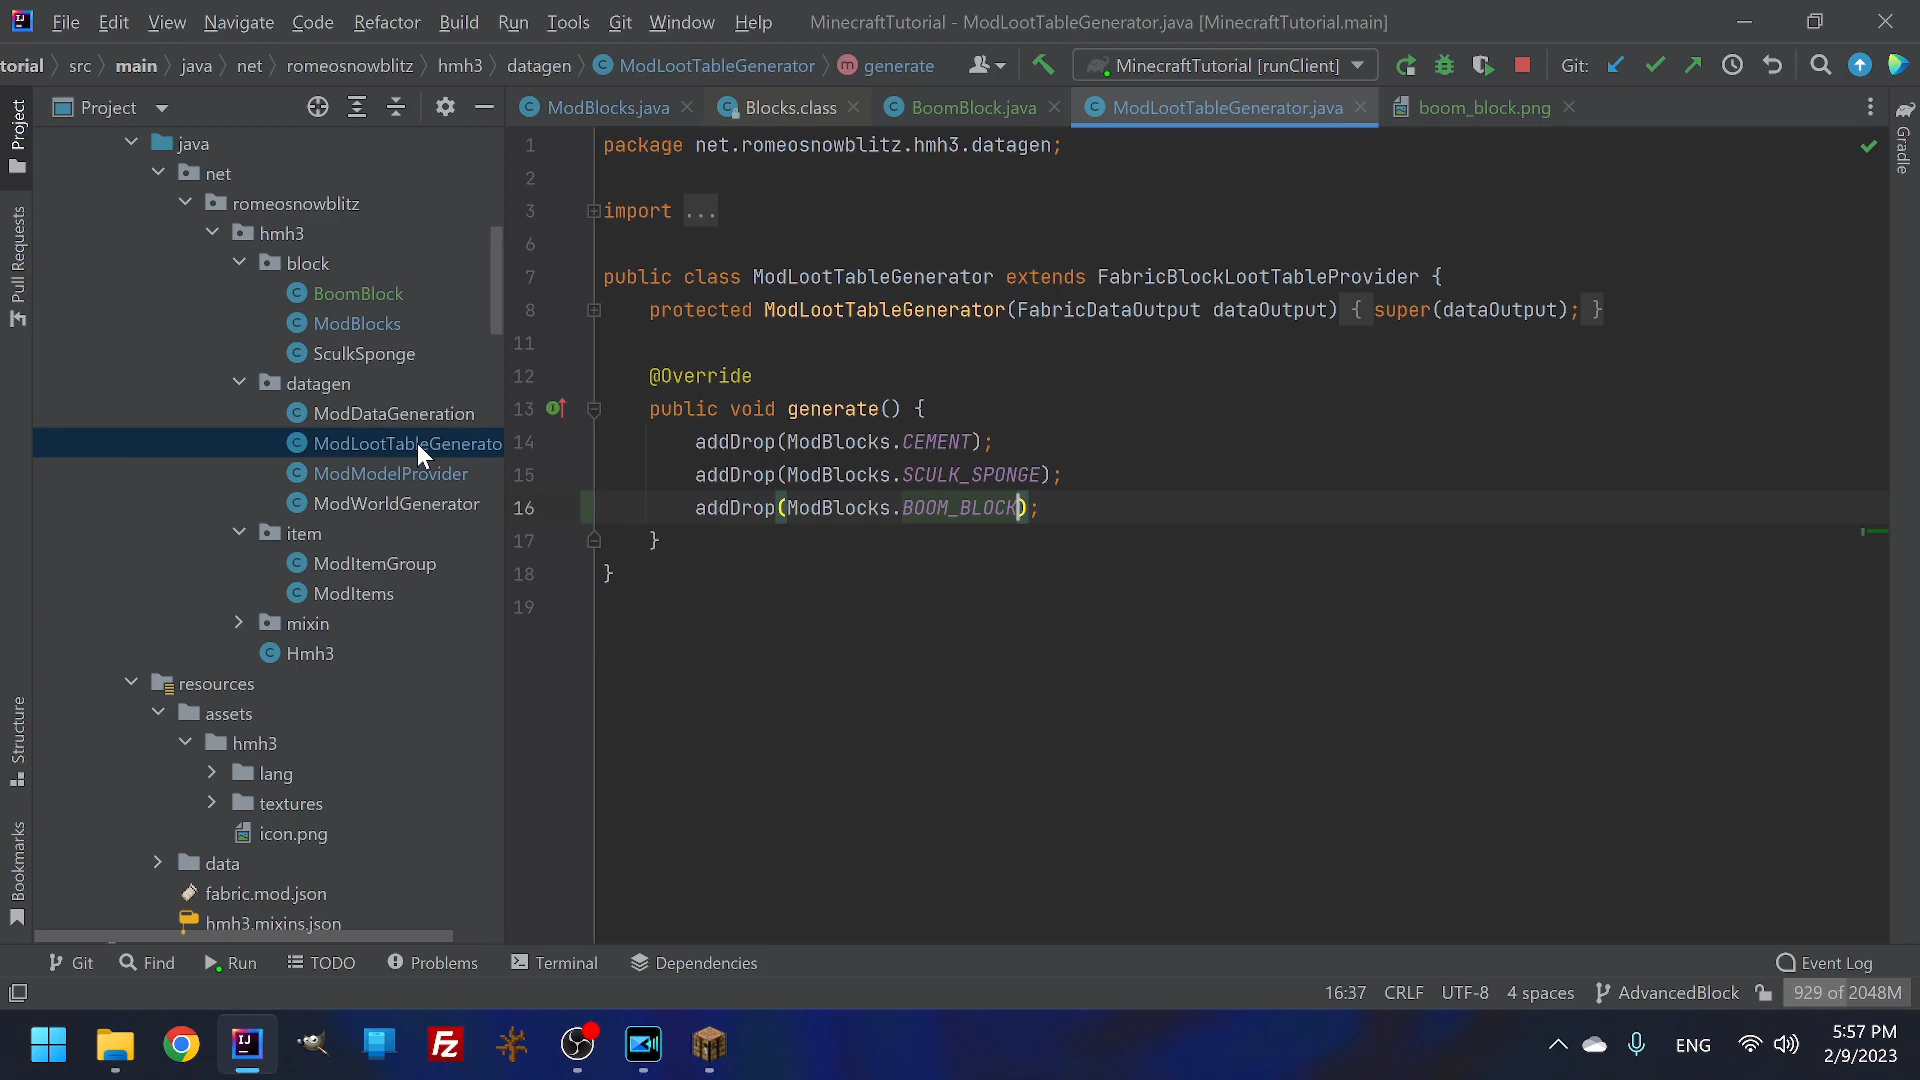 File Edit View Navigate Code Refactor Build Run Tools Git Window Help MinecraftTutorial - ModLootTableGenerator.java [MinecraftTutorial.main]
torial src main java net romeosnowblitz hmh3 datagen ModLootTableGenerator generate MinecraftTutorial [runClient] Git:
Project ModBlocks.java Blocks.class BoomBlock.java ModLootTableGenerator.java boom_block.png
Project
Pull Requests
Structure
Bookmarks
java
net
romeosnowblitz
hmh3
block
BoomBlock
ModBlocks
SculkSponge
datagen
ModDataGeneration
ModLootTableGenerato
ModModelProvider
ModWorldGenerator
item
ModItemGroup
ModItems
mixin
Hmh3
resources
assets
hmh3
lang
textures
icon.png
data
fabric.mod.json
hmh3.mixins.json
1 package net.romeosnowblitz.hmh3.datagen;
2
3 import ...
6
7 public class ModLootTableGenerator extends FabricBlockLootTableProvider {
8 protected ModLootTableGenerator(FabricDataOutput dataOutput) { super(dataOutput); }
11
12 @Override
13 public void generate() {
14 addDrop(ModBlocks.CEMENT);
15 addDrop(ModBlocks.SCULK_SPONGE);
16 addDrop(ModBlocks.BOOM_BLOCK);
17 }
18 }
19
Gradle
Git Find Run TODO Problems Terminal Dependencies Event Log
16:37 CRLF UTF-8 4 spaces AdvancedBlock 929 of 2048M
ENG 5:57 PM
2/9/2023